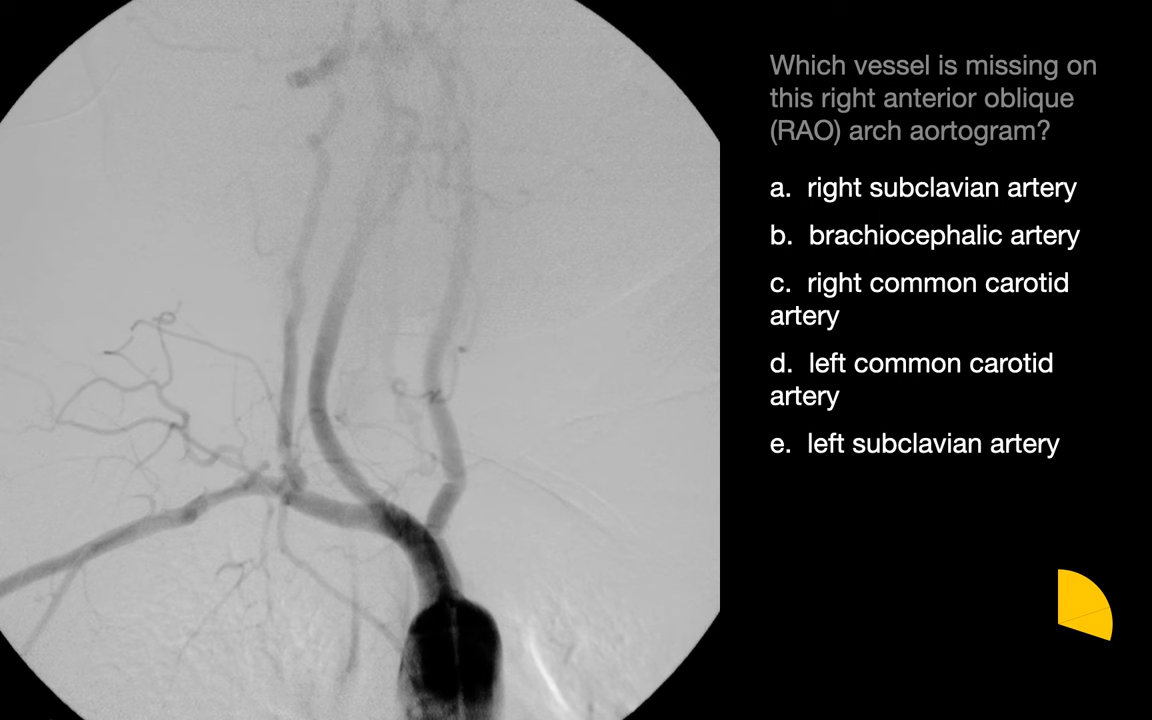 Which vessel is missing on
this right anterior oblique
(RAO) arch aortogram?
a. right subclavian artery
b. brachiocephalic artery
c. right common carotid
artery
d. left common carotid
artery
e. left subclavian artery